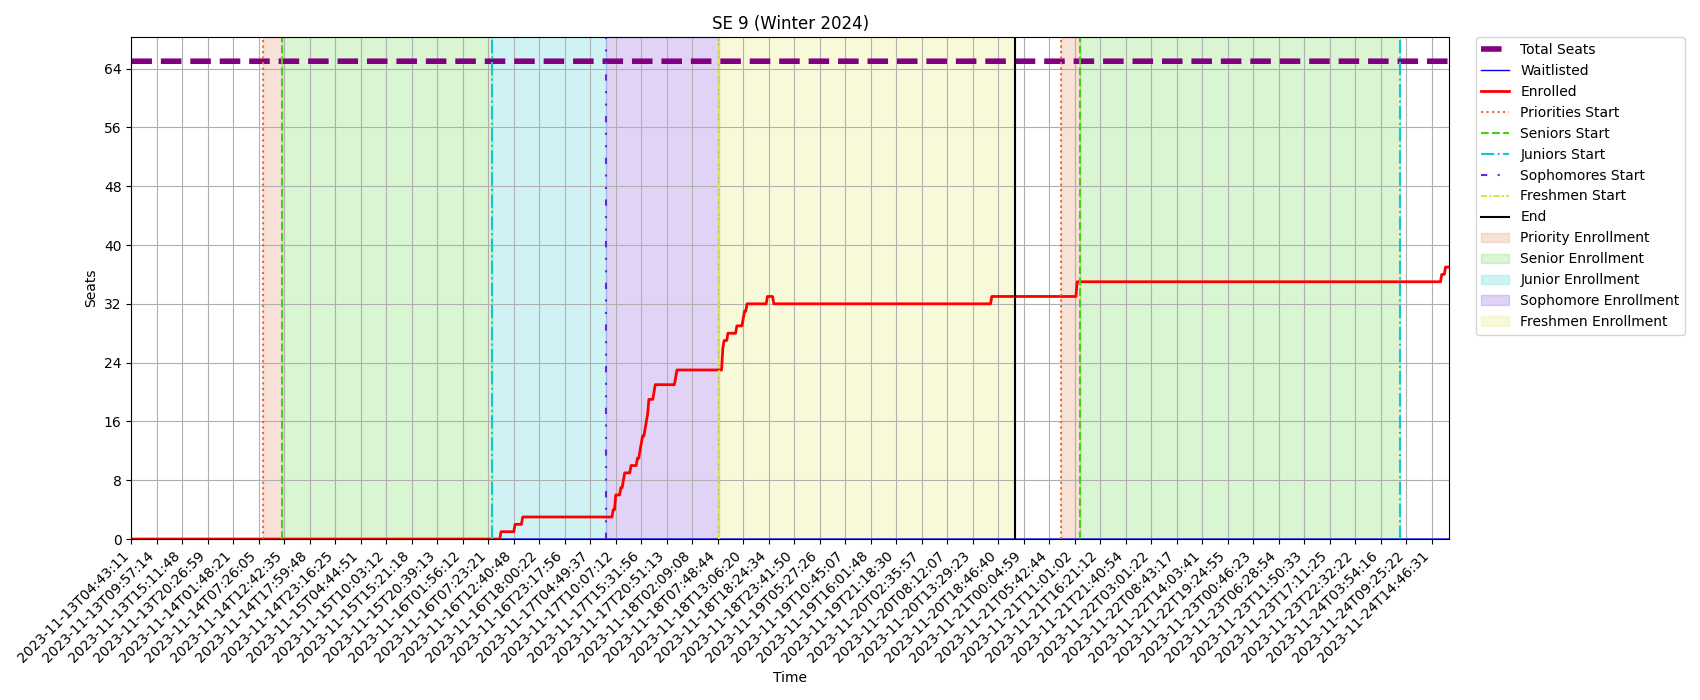 SE 9 (Winter 2024)
Seats
64
56
48
40
32
24
16
8
0
2023-11-13T04:43:11
2023-11-13T09:57:14
2023-11-13T15:11:48
2023-11-13T20:26:59
2023-11-14T01:48:21
2023-11-14T07:26:05
2023-11-14T12:42:35
2023-11-14T17:59:48
2023-11-14T23:16:25
2023-11-15T04:44:51
2023-11-15T10:03:12
2023-11-15T15:21:18
2023-11-15T20:39:13
2023-11-16T01:56:12
2023-11-16T07:23:21
2023-11-16T12:40:48
2023-11-16T18:00:22
2023-11-16T23:17:56
2023-11-17T04:49:37
2023-11-17T10:07:12
2023-11-17T15:31:56
2023-11-17T20:51:13
2023-11-18T02:09:08
2023-11-18T07:48:44
2023-11-18T13:06:20
2023-11-18T18:24:34
2023-11-18T23:41:50
2023-11-19T05:27:26
2023-11-19T10:45:07
2023-11-19T16:01:48
2023-11-19T21:18:30
2023-11-20T02:35:57
2023-11-20T08:12:07
2023-11-20T13:29:23
2023-11-20T18:46:40
2023-11-21T00:04:59
2023-11-21T05:42:44
2023-11-21T11:01:02
2023-11-21T16:21:12
2023-11-21T21:40:54
2023-11-22T03:01:22
2023-11-22T08:43:17
2023-11-22T14:03:41
2023-11-22T19:24:55
2023-11-23T00:46:23
2023-11-23T06:28:54
2023-11-23T11:50:33
2023-11-23T17:11:25
2023-11-23T22:32:22
2023-11-24T03:54:16
2023-11-24T09:25:22
2023-11-24T14:46:31
Time
Total Seats
Waitlisted
Enrolled
Priorities Start
Seniors Start
Juniors Start
Sophomores Start
Freshmen Start
End
Priority Enrollment
Senior Enrollment
Junior Enrollment
Sophomore Enrollment
Freshmen Enrollment